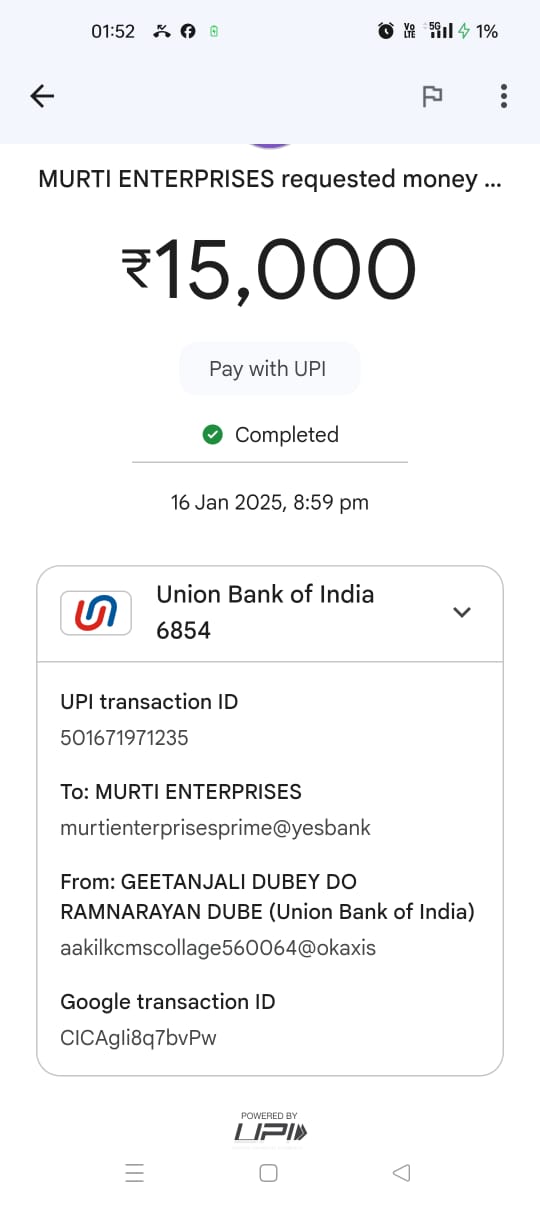 01:52
Yo
LTE
5G
1%
MURTI ENTERPRISES requested money ...
₹15,000
Pay with UPI
Completed
16 Jan 2025, 8:59 pm
Union Bank of India
6854
UPI transaction ID
501671971235
To: MURTI ENTERPRISES
murtienterprisesprime@yesbank
From: GEETANJALI DUBEY DO
RAMNARAYAN DUBE (Union Bank of India)
aakilkcmscollage560064@okaxis
Google transaction ID
CICAgIi8q7bvPw
POWERED BY
UPI